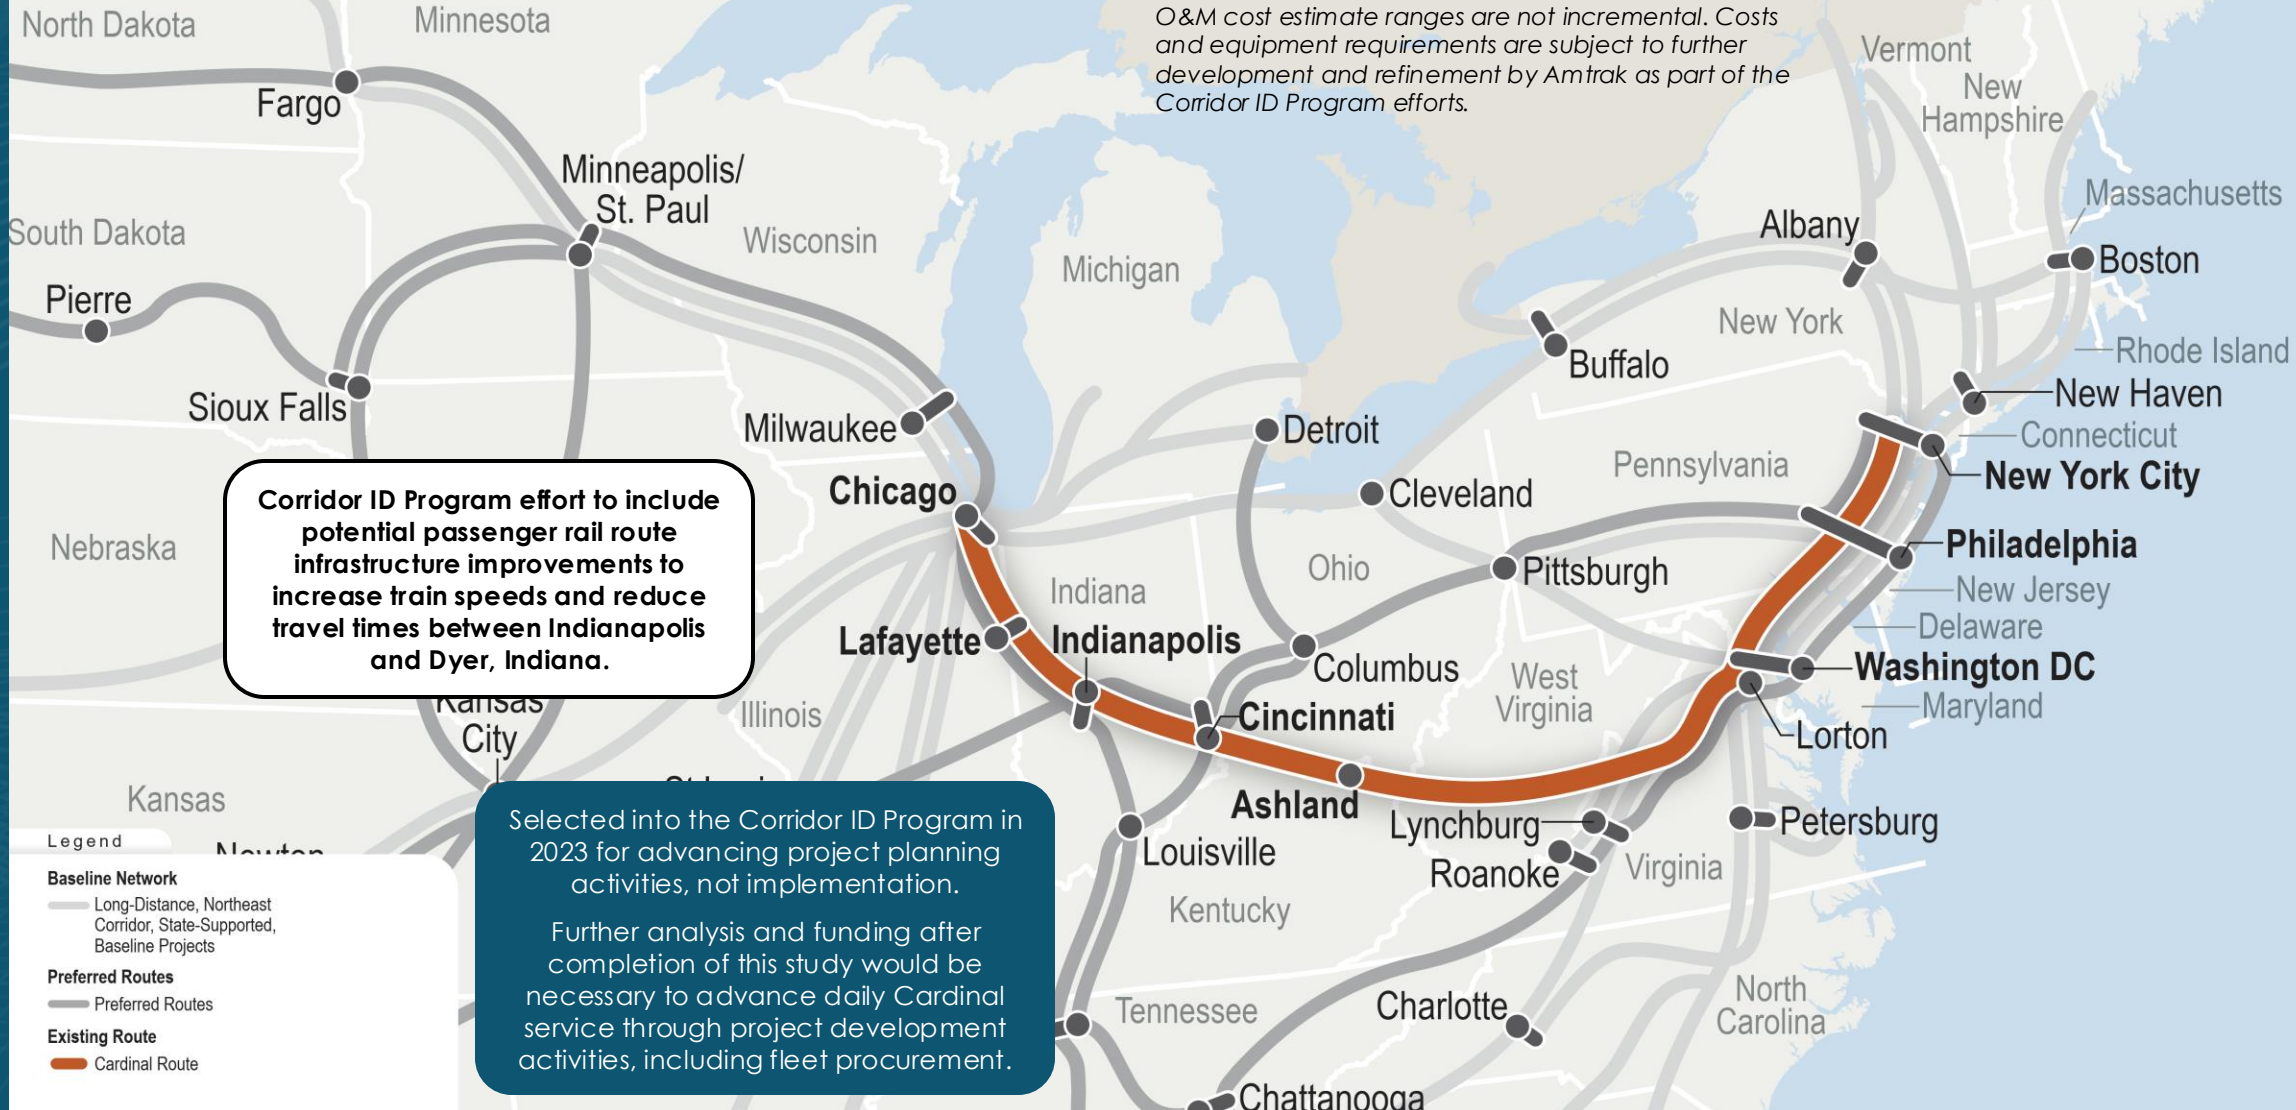 O&M cost estimate ranges are not incremental. Costs
and equipment requirements are subject to further
development and refinement by Amtrak as part of the
Corridor ID Program efforts.
North Dakota
Minnesota
Vermont
New
Hampshire
Fargo
Minneapolis/
St. Paul
Wisconsin
Michigan
Massachusetts
Albany
Boston
South Dakota
Pierre
New York
Buffalo
Rhode Island
New Haven
Connecticut
New York City
Sioux Falls
Milwaukee
Detroit
Pennsylvania
Chicago
Cleveland
Corridor ID Program effort to include
potential passenger rail route
infrastructure improvements to
increase train speeds and reduce
travel times between Indianapolis
and Dyer, Indiana.
Nebraska
Philadelphia
Indiana
Ohio
Pittsburgh
New Jersey
Delaware
Lafayette
Indianapolis
Columbus
West
Virginia
Washington DC
Maryland
Kansas
City
Illinois
Cincinnati
Lorton
Kansas
Ashland
Lynchburg
Petersburg
Roanoke
Virginia
Louisville
Kentucky
Selected into the Corridor ID Program in
2023 for advancing project planning
activities, not implementation.
Further analysis and funding after
completion of this study would be
necessary to advance daily Cardinal
service through project development
activities, including fleet procurement.
Tennessee
Charlotte
North
Carolina
Chattanooga
Newton
Legend
Baseline Network
Long-Distance, Northeast
Corridor, State-Supported,
Baseline Projects
Preferred Routes
Preferred Routes
Existing Route
Cardinal Route